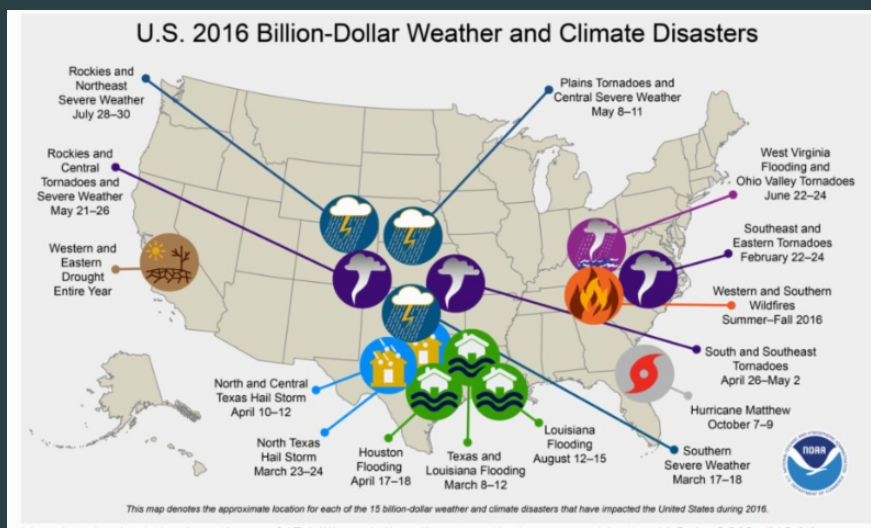 U.S. 2016 Billion-Dollar Weather and Climate Disasters
Rockies and
Northeast
Severe Weather
July 28–30
Plains Tornadoes and
Central Severe Weather
May 8–11
Rockies and
Central
Tornadoes and
Severe Weather
May 21–26
West Virginia
Flooding and
Ohio Valley Tornadoes
June 22–24
Western and
Eastern
Drought
Entire Year
Southeast and
Eastern Tornadoes
February 22–24
Western and Southern
Wildfires
Summer–Fall 2016
South and Southeast
Tornadoes
April 26–May 2
North and Central
Texas Hail Storm
April 10–12
Hurricane Matthew
October 7–9
North Texas
Hail Storm
March 23–24
Houston
Flooding
April 17–18
Texas and
Louisiana Flooding
March 8–12
Louisiana
Flooding
August 12–15
Southern
Severe Weather
March 17–18
NOAA
This map denotes the approximate location for each of the 15 billion-dollar weather and climate disasters that have impacted the United States during 2016.